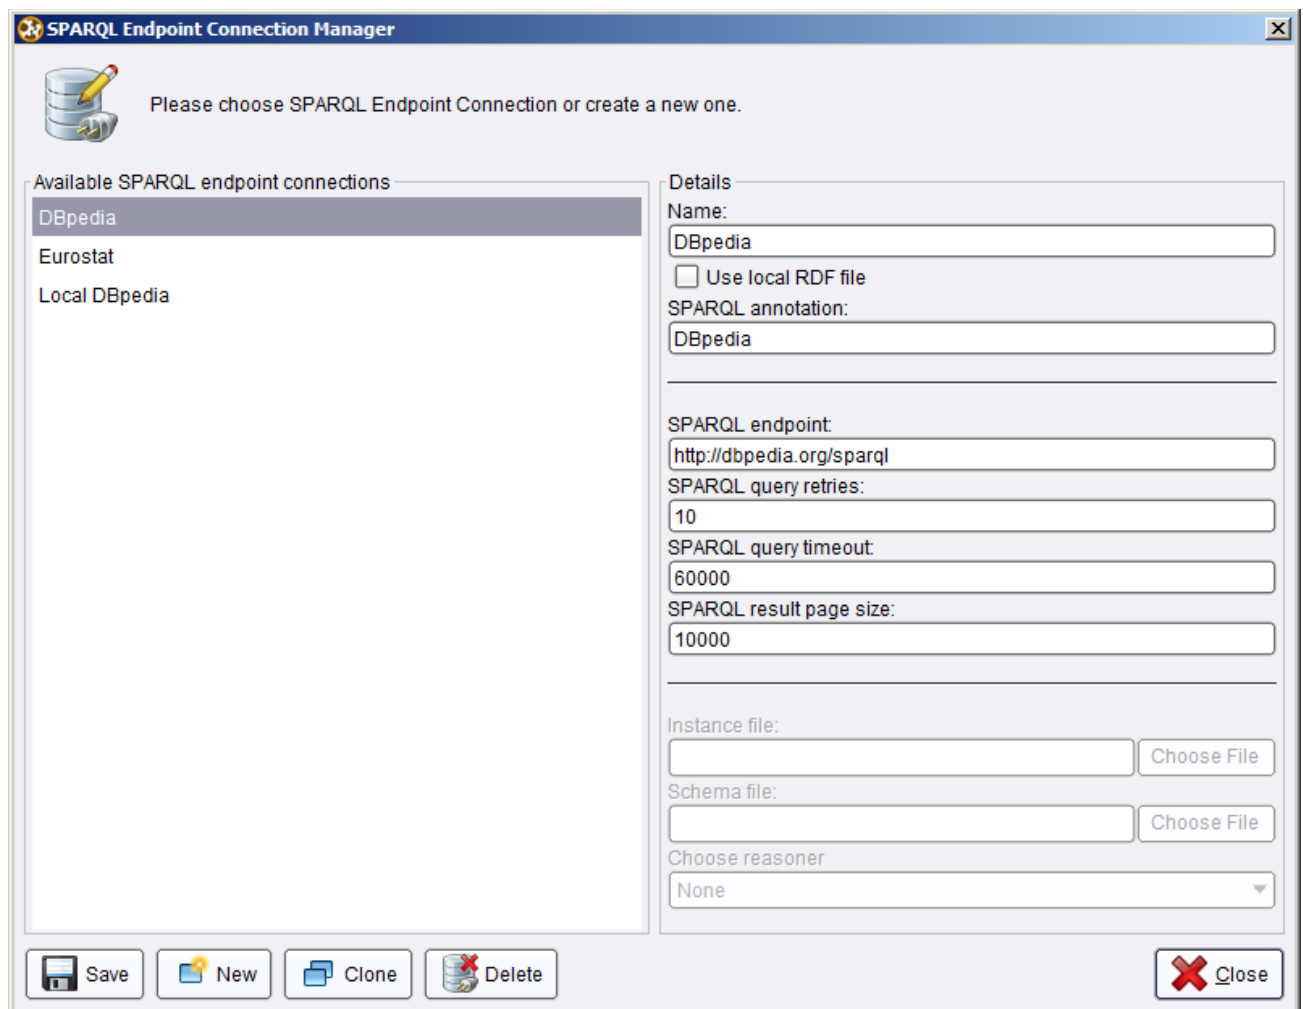 SPARQL Endpoint Connection Manager
Please choose SPARQL Endpoint Connection or create a new one.
Available SPARQL endpoint connections
DBpedia
Eurostat
Local DBpedia
Details
Name:
DBpedia
Use local RDF file
SPARQL annotation:
DBpedia
SPARQL endpoint:
http://dbpedia.org/sparql
SPARQL query retries:
10
SPARQL query timeout:
60000
SPARQL result page size:
10000
Instance file:
Choose File
Schema file:
Choose File
Choose reasoner
None
Save New Clone Delete Close